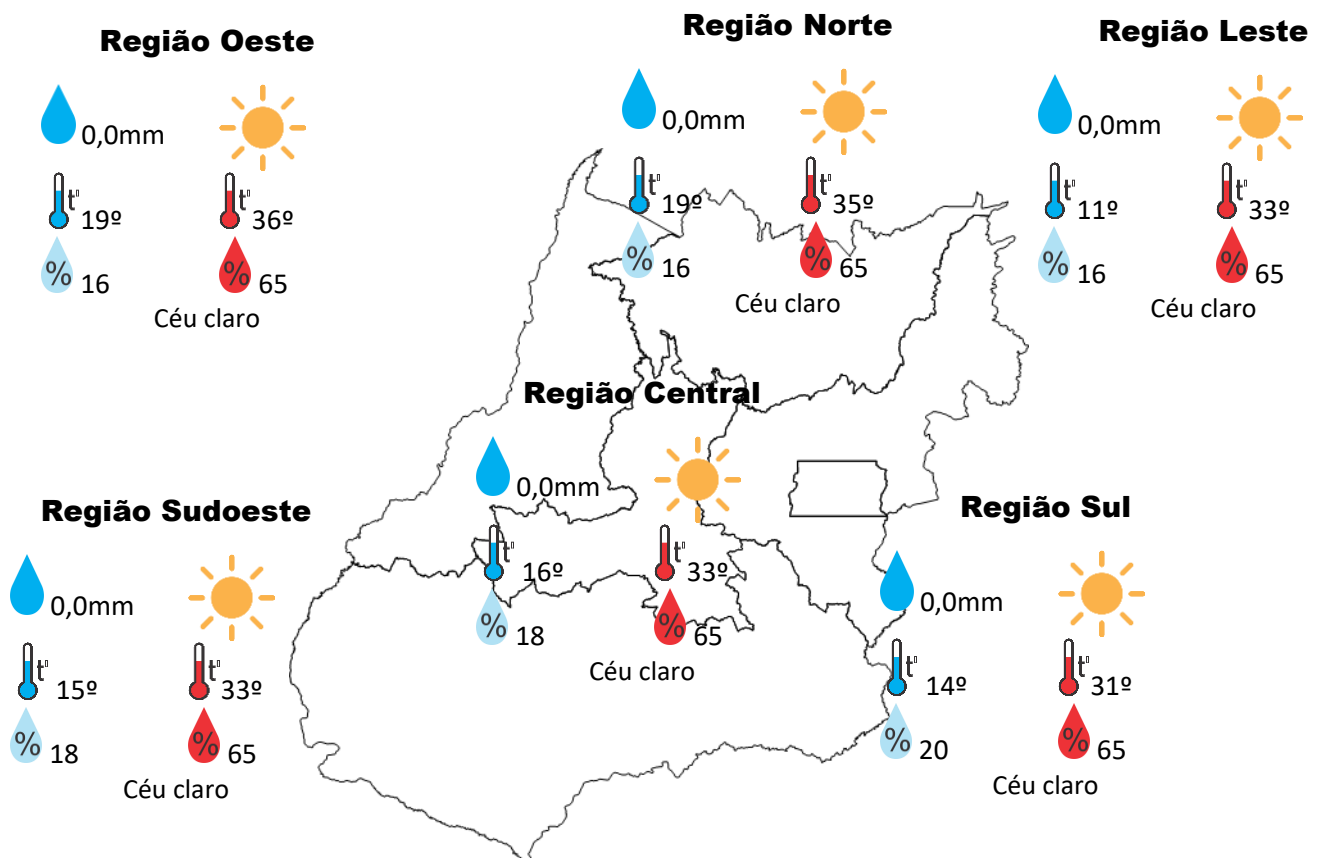 Região Oeste
0,0mm
t° t°
19º 36º
% %
16 65
Céu claro
Região Norte
0,0mm
t° t°
19º 35º
% %
16 65
Céu claro
Região Leste
0,0mm
t° t°
11º 33º
% %
16 65
Céu claro
Região Central
0,0mm
t° t°
16º 33º
% %
18 65
Céu claro
Região Sudoeste
0,0mm
t° t°
15º 33º
% %
18 65
Céu claro
Região Sul
0,0mm
t° t°
14º 31º
% %
20 65
Céu claro